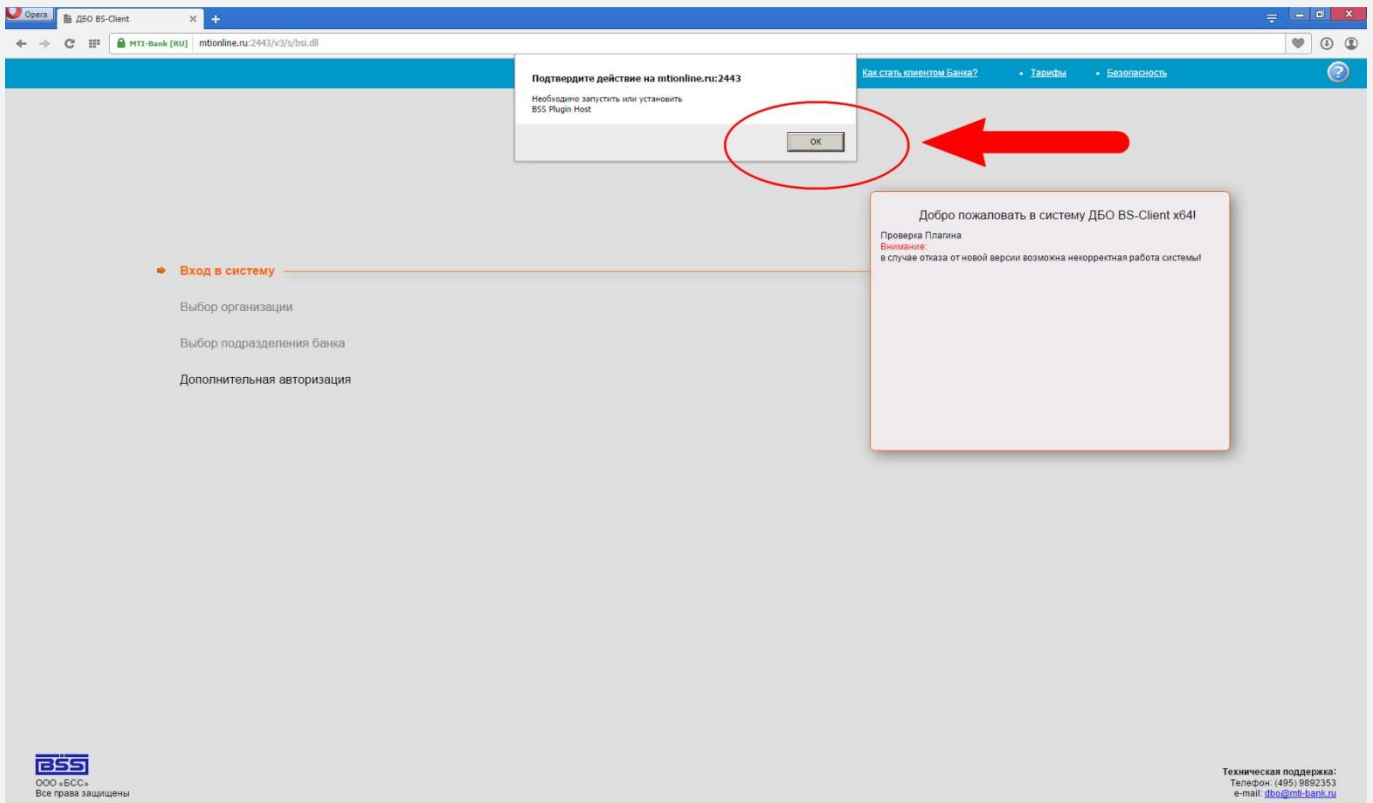 Opera
ДБО BS-Client
MTI-Bank [RU] mtionline.ru:2443/v3/s/bsi.dll
Подтвердите действие на mtionline.ru:2443
Необходимо запустить или установить
BSS Plugin Host
OK
Как стать клиентом Банка?
• Тарифы
• Безопасность
?
Добро пожаловать в систему ДБО BS-Client x64!
Проверка Плагина
Внимание:
в случае отказа от новой версии возможна некорректная работа системы!
Вход в систему
Выбор организации
Выбор подразделения банка
Дополнительная авторизация
BSS
ООО «БСС»
Все права защищены
Техническая поддержка:
Телефон: (495) 9892353
e-mail: dbo@mti-bank.ru